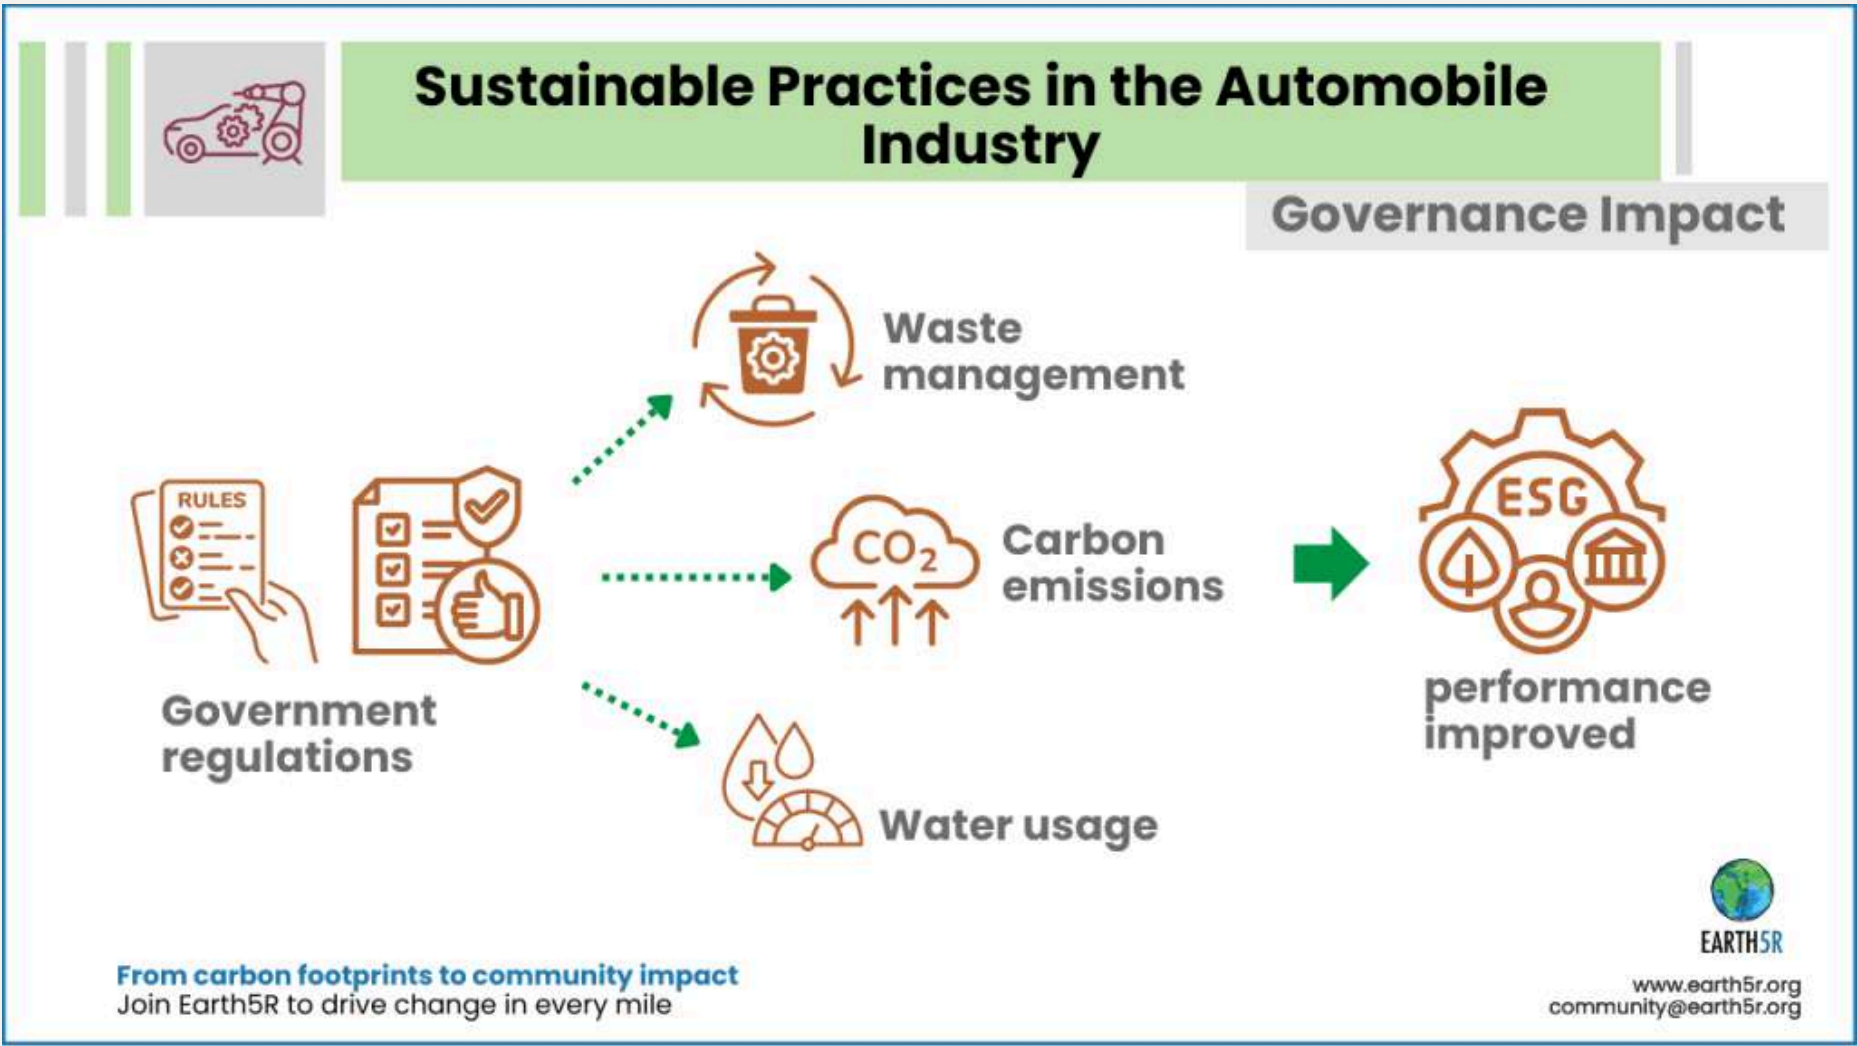 Sustainable Practices in the Automobile
Industry
Governance Impact
Waste
management
RULES
CO2
Carbon
emissions
ESG
Government
regulations
performance
improved
Water usage
EARTH5R
From carbon footprints to community impact
Join Earth5R to drive change in every mile
www.earth5r.org
community@earth5r.org